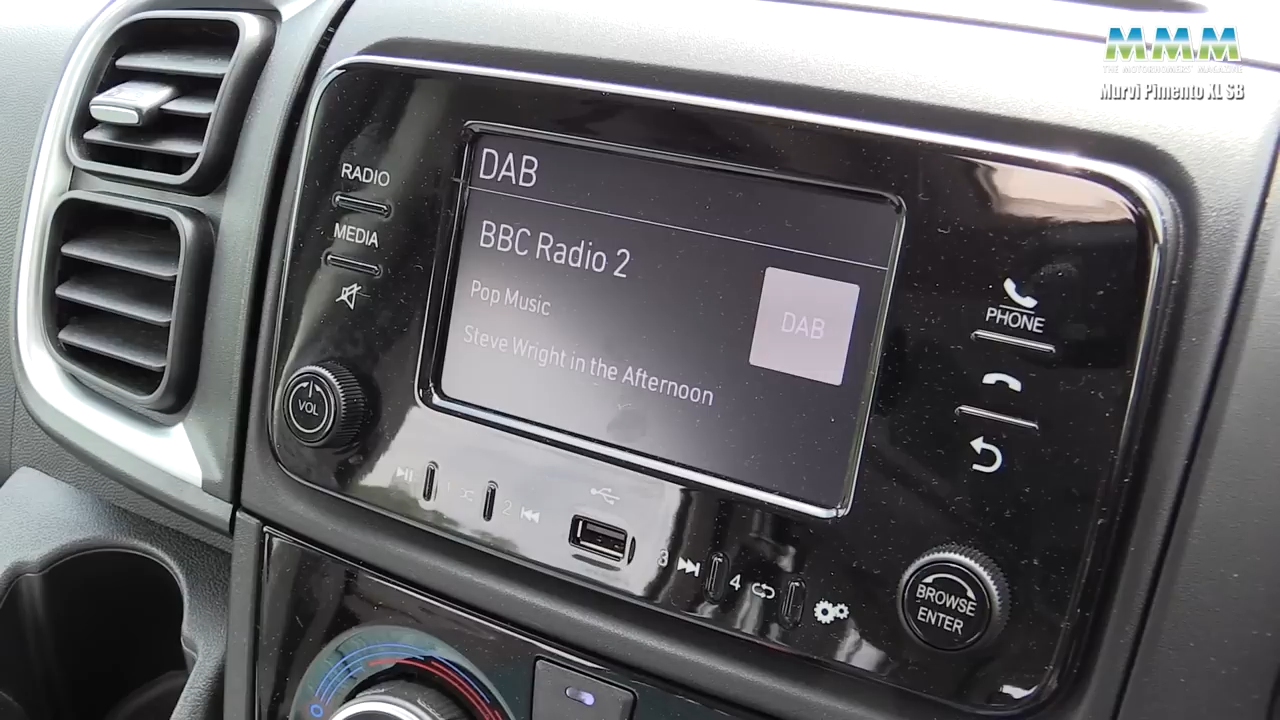 MMM
THE MOTORHOMERS' MAGAZINE
Murvi Pimento XL SB
RADIO
MEDIA
VOL
DAB
BBC Radio 2
Pop Music
Steve Wright in the Afternoon
DAB
PHONE
1
2
3
4
BROWSE
ENTER